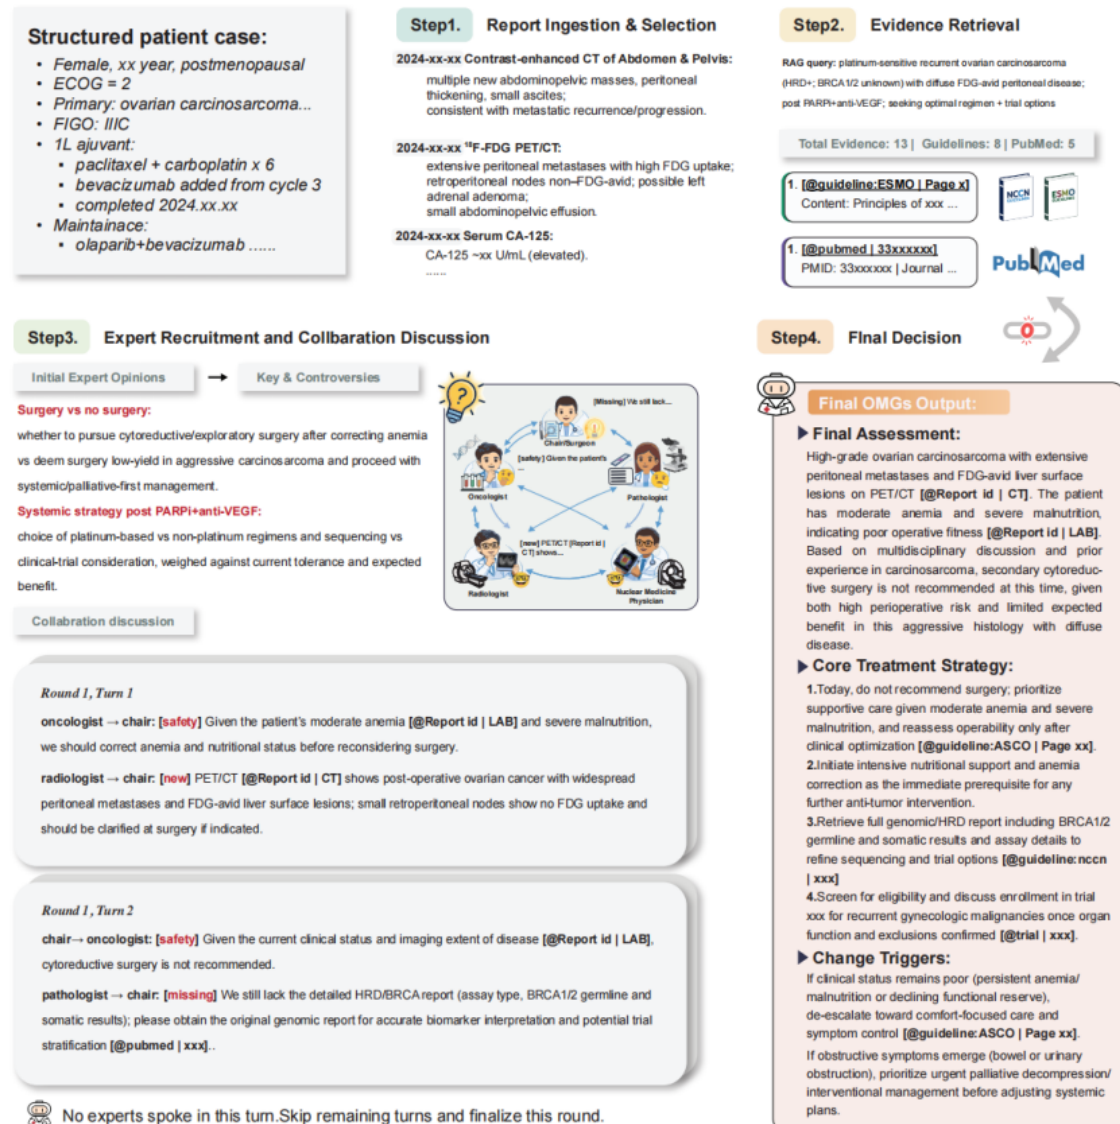 Structured patient case:
• Female, xx year, postmenopausal
• ECOG = 2
• Primary: ovarian carcinosarcoma...
• FIGO: IIIC
• 1L ajuvant:
▪ paclitaxel + carboplatin x 6
▪ bevacizumab added from cycle 3
▪ completed 2024.xx.xx
• Maintainace:
▪ olaparib+bevacizumab ......
Step1. Report Ingestion & Selection
2024-xx-xx Contrast-enhanced CT of Abdomen & Pelvis:
multiple new abdominopelvic masses, peritoneal
thickening, small ascites;
consistent with metastatic recurrence/progression.
2024-xx-xx ¹⁸F-FDG PET/CT:
extensive peritoneal metastases with high FDG uptake;
retroperitoneal nodes non–FDG-avid; possible left
adrenal adenoma;
small abdominopelvic effusion.
2024-xx-xx Serum CA-125:
CA-125 ~xx U/mL (elevated).
......
Step2. Evidence Retrieval
RAG query: platinum-sensitive recurrent ovarian carcinosarcoma
(HRD+; BRCA1/2 unknown) with diffuse FDG-avid peritoneal disease;
post PARPi+anti-VEGF; seeking optimal regimen + trial options
Total Evidence: 13 | Guidelines: 8 | PubMed: 5
1. [@guideline:ESMO | Page x]
Content: Principles of xxx ...
NCCN
ESMO
1. [@pubmed | 33xxxxxx]
PMID: 33xxxxxx | Journal ...
PubMed
Step3. Expert Recruitment and Collbaration Discussion
Initial Expert Opinions → Key & Controversies
Surgery vs no surgery:
whether to pursue cytoreductive/exploratory surgery after correcting anemia
vs deem surgery low-yield in aggressive carcinosarcoma and proceed with
systemic/palliative-first management.
Systemic strategy post PARPi+anti-VEGF:
choice of platinum-based vs non-platinum regimens and sequencing vs
clinical-trial consideration, weighed against current tolerance and expected
benefit.
Collabration discussion
[Missing] We still lack...
Chair/Surgeon
[safety] Given the patient's
...
Oncologist
Pathologist
[new] PET/CT [Report id |
CT] shows...
Radiologist
Nuclear Medicine
Physician
Round 1, Turn 1
oncologist → chair: [safety] Given the patient's moderate anemia [@Report id | LAB] and severe malnutrition,
we should correct anemia and nutritional status before reconsidering surgery.
radiologist → chair: [new] PET/CT [@Report id | CT] shows post-operative ovarian cancer with widespread
peritoneal metastases and FDG-avid liver surface lesions; small retroperitoneal nodes show no FDG uptake and
should be clarified at surgery if indicated.
Round 1, Turn 2
chair→ oncologist: [safety] Given the current clinical status and imaging extent of disease [@Report id | LAB],
cytoreductive surgery is not recommended.
pathologist → chair: [missing] We still lack the detailed HRD/BRCA report (assay type, BRCA1/2 germline and
somatic results); please obtain the original genomic report for accurate biomarker interpretation and potential trial
stratification [@pubmed | xxx]..
No experts spoke in this turn.Skip remaining turns and finalize this round.
Step4. FInal Decision
Final OMGs Output:
Final Assessment:
High-grade ovarian carcinoma with extensive
peritoneal metastases and FDG-avid liver surface
lesions on PET/CT [@Report id | CT]. The patient
has moderate anemia and severe malnutrition,
indicating poor operative fitness [@Report id | LAB].
Based on multidisciplinary discussion and prior
experience in carcinosarcoma, secondary cytoreduc-
tive surgery is not recommended at this time, given
both high perioperative risk and limited expected
benefit in this aggressive histology with diffuse
disease.
Core Treatment Strategy:
1.Today, do not recommend surgery; prioritize
supportive care given moderate anemia and severe
malnutrition, and reassess operability only after
clinical optimization [@guideline:ASCO | Page xx].
2.Initiate intensive nutritional support and anemia
correction as the immediate prerequisite for any
further anti-tumor intervention.
3.Retrieve full genomic/HRD report including BRCA1/2
germline and somatic results and assay details to
refine sequencing and trial options [@guideline:nccn
| xxx]
4.Screen for eligibility and discuss enrollment in trial
xxx for recurrent gynecologic malignancies once organ
function and exclusions confirmed [@trial | xxx].
Change Triggers:
If clinical status remains poor (persistent anemia/
malnutrition or declining functional reserve),
de-escalate toward comfort-focused care and
symptom control [@guideline:ASCO | Page xx].
If obstructive symptoms emerge (bowel or urinary
obstruction), prioritize urgent palliative decompression/
interventional management before adjusting systemic
plans.